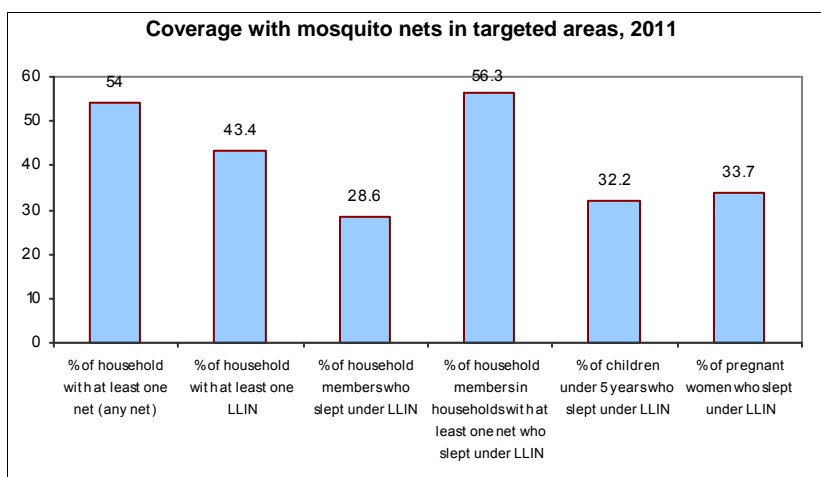 Coverage with mosquito nets in targeted areas, 2011
60
50
40
30
20
10
0
54
43.4
28.6
56.3
32.2
33.7
% of household
with at least one
net (any net)
% of household
with at least one
LLIN
% of household
members who
slept under LLIN
% of household
members in
households with at
least one net who
slept under LLIN
% of children
under 5 years who
slept under LLIN
% of pregnant
women who slept
under LLIN